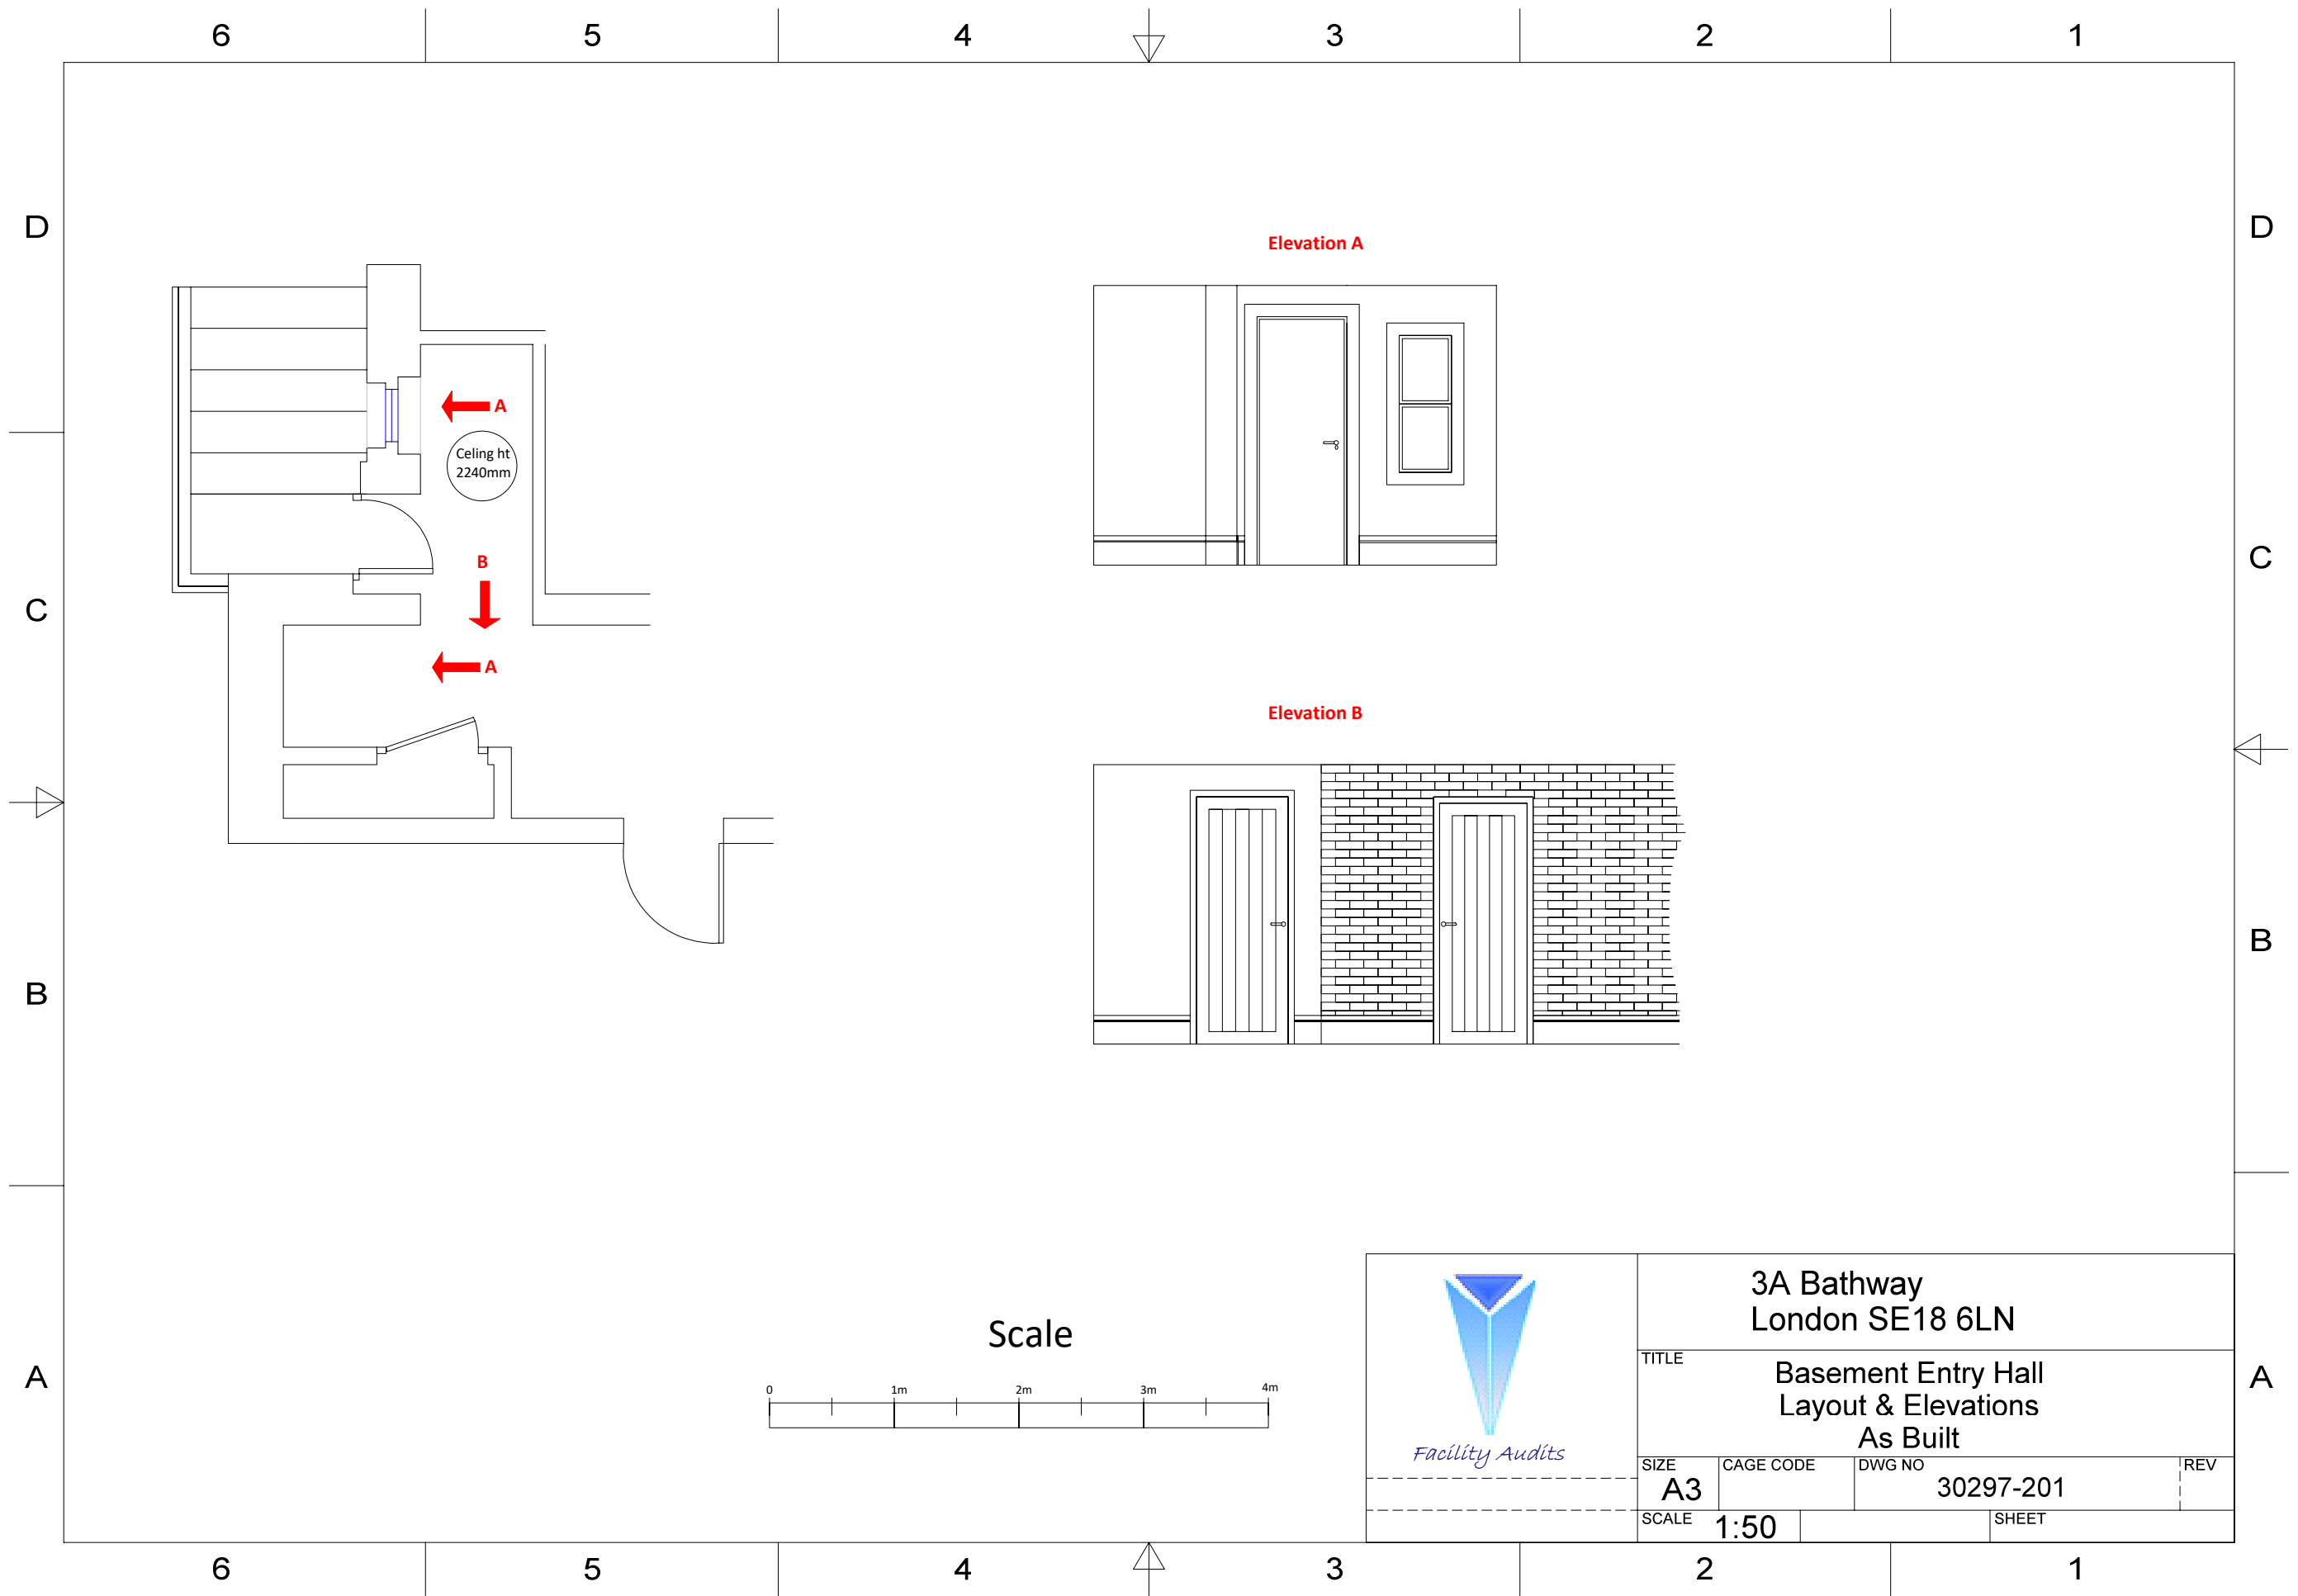 6 5 4 3 2 1
D D
Elevation A
A
Celing ht
2240mm
B
C C
A
Elevation B
B B
Scale
0 1m 2m 3m 4m
A A
Facility Audits
3A Bathway
London SE18 6LN
TITLE
Basement Entry Hall
Layout & Elevations
As Built
SIZE CAGE CODE DWG NO REV
A3 30297-201
SCALE 1:50 SHEET
6 5 4 3 2 1